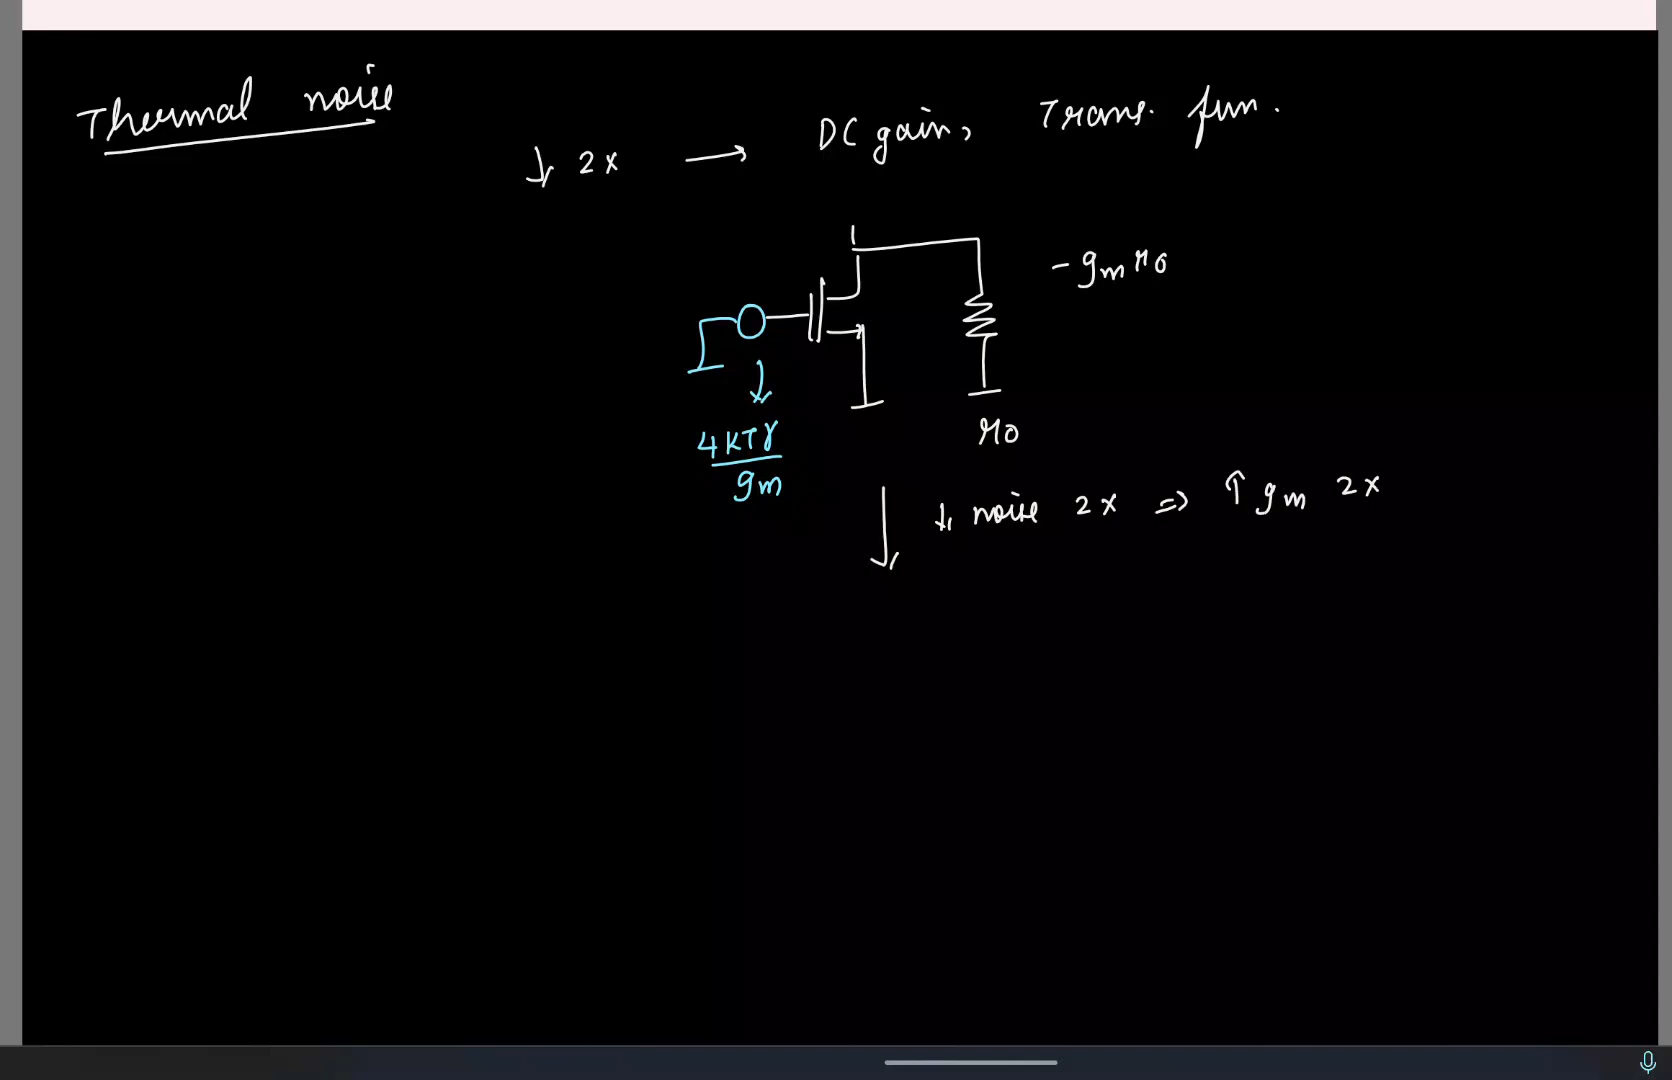 Thermal noise
↓ 2x → DC gain, Trans. fun.
-gm ro
4KTγ
gm
ro
↓ noise 2x => ↑ gm 2x